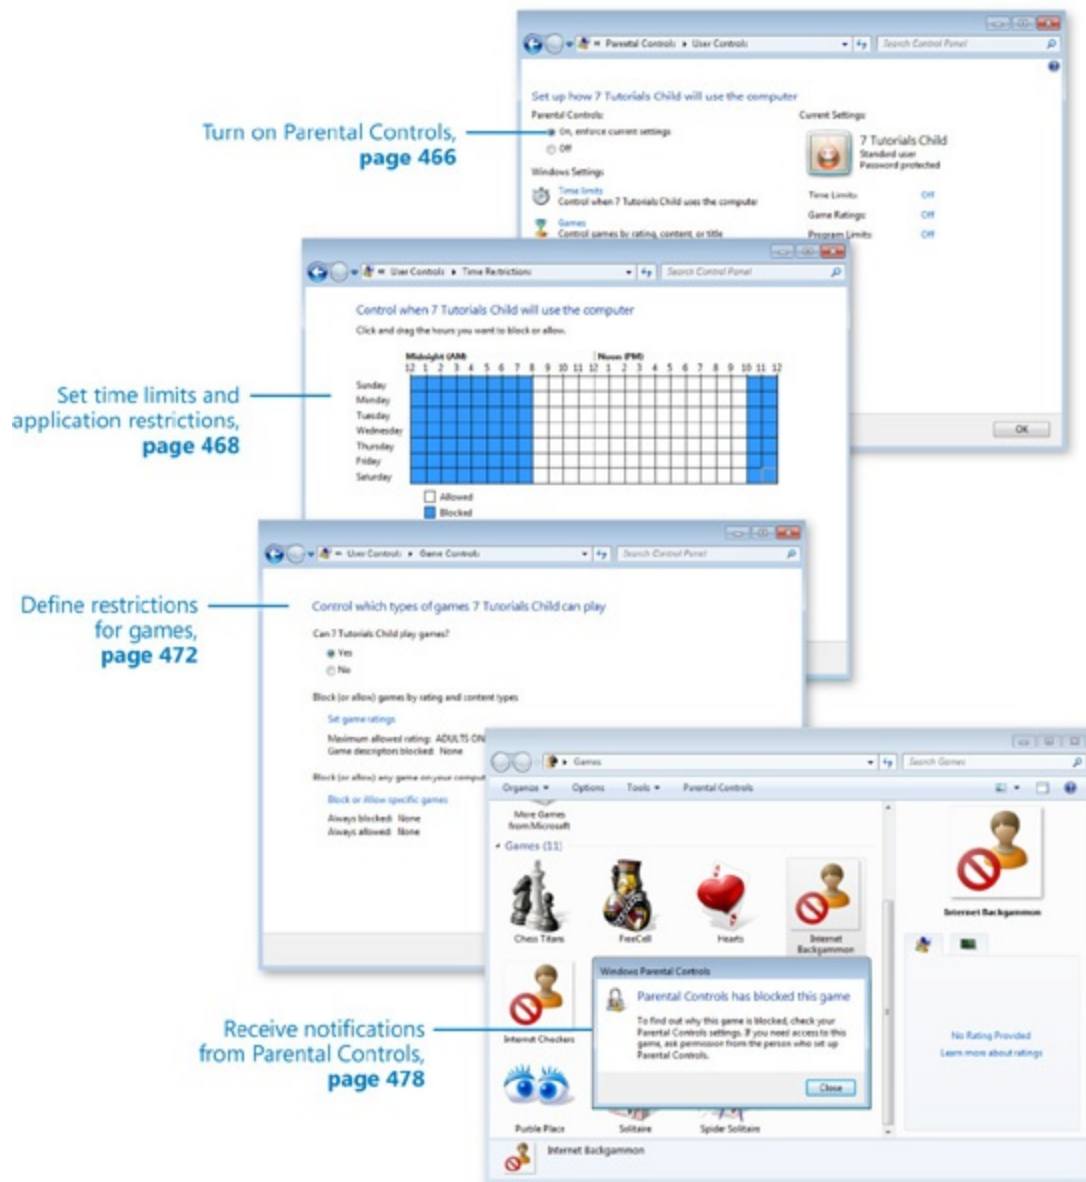 Parental Controls ▸ User Controls
Search Control Panel
Set up how 7 Tutorials Child will use the computer
Parental Controls:
On, enforce current settings
Off
Windows Settings
Time limits
Control when 7 Tutorials Child uses the computer
Games
Control games by rating, content, or title
Current Settings:
7 Tutorials Child
Standard user
Password protected
Time Limits: Off
Game Ratings: Off
Program Limits: Off
OK
Turn on Parental Controls,
page 466
User Controls ▸ Time Restrictions
Search Control Panel
Control when 7 Tutorials Child will use the computer
Click and drag the hours you want to block or allow.
Midnight (AM) Noon (PM)
12 1 2 3 4 5 6 7 8 9 10 11 12 1 2 3 4 5 6 7 8 9 10 11 12
Sunday
Monday
Tuesday
Wednesday
Thursday
Friday
Saturday
Allowed
Blocked
Set time limits and
application restrictions,
page 468
User Controls ▸ Game Controls
Search Control Panel
Control which types of games 7 Tutorials Child can play
Can 7 Tutorials Child play games?
Yes
No
Block (or allow) games by rating and content types
Set game ratings
Maximum allowed rating: ADULTS ON
Game descriptors blocked: None
Block (or allow) any game on your comput
Block or Allow specific games
Always blocked: None
Always allowed: None
Define restrictions
for games,
page 472
Games
Search Games
Organize Options Tools Parental Controls
More Games
from Microsoft
Games (11)
Chess Titans
FreeCell
Hearts
Internet
Backgammon
Internet Checkers
Purble Place
Solitaire
Spider Solitaire
Windows Parental Controls
Parental Controls has blocked this game
To find out why this game is blocked, check your
Parental Controls settings. If you need access to this
game, ask permission from the person who set up
Parental Controls.
Close
Internet Backgammon
No Rating Provided
Learn more about ratings
Internet Backgammon
Receive notifications
from Parental Controls,
page 478